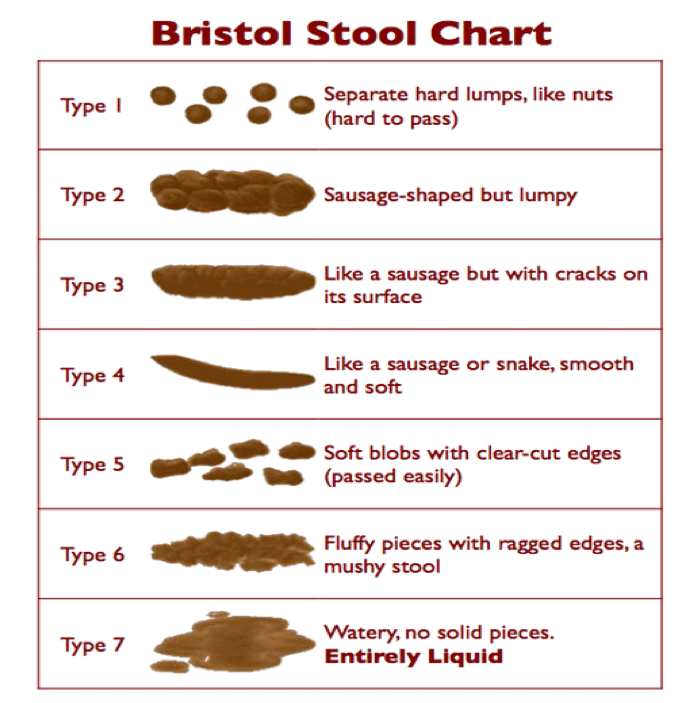 Bristol Stool Chart
Type 1
Separate hard lumps, like nuts
(hard to pass)
Type 2
Sausage-shaped but lumpy
Type 3
Like a sausage but with cracks on
its surface
Type 4
Like a sausage or snake, smooth
and soft
Type 5
Soft blobs with clear-cut edges
(passed easily)
Type 6
Fluffy pieces with ragged edges, a
mushy stool
Type 7
Watery, no solid pieces.
Entirely Liquid